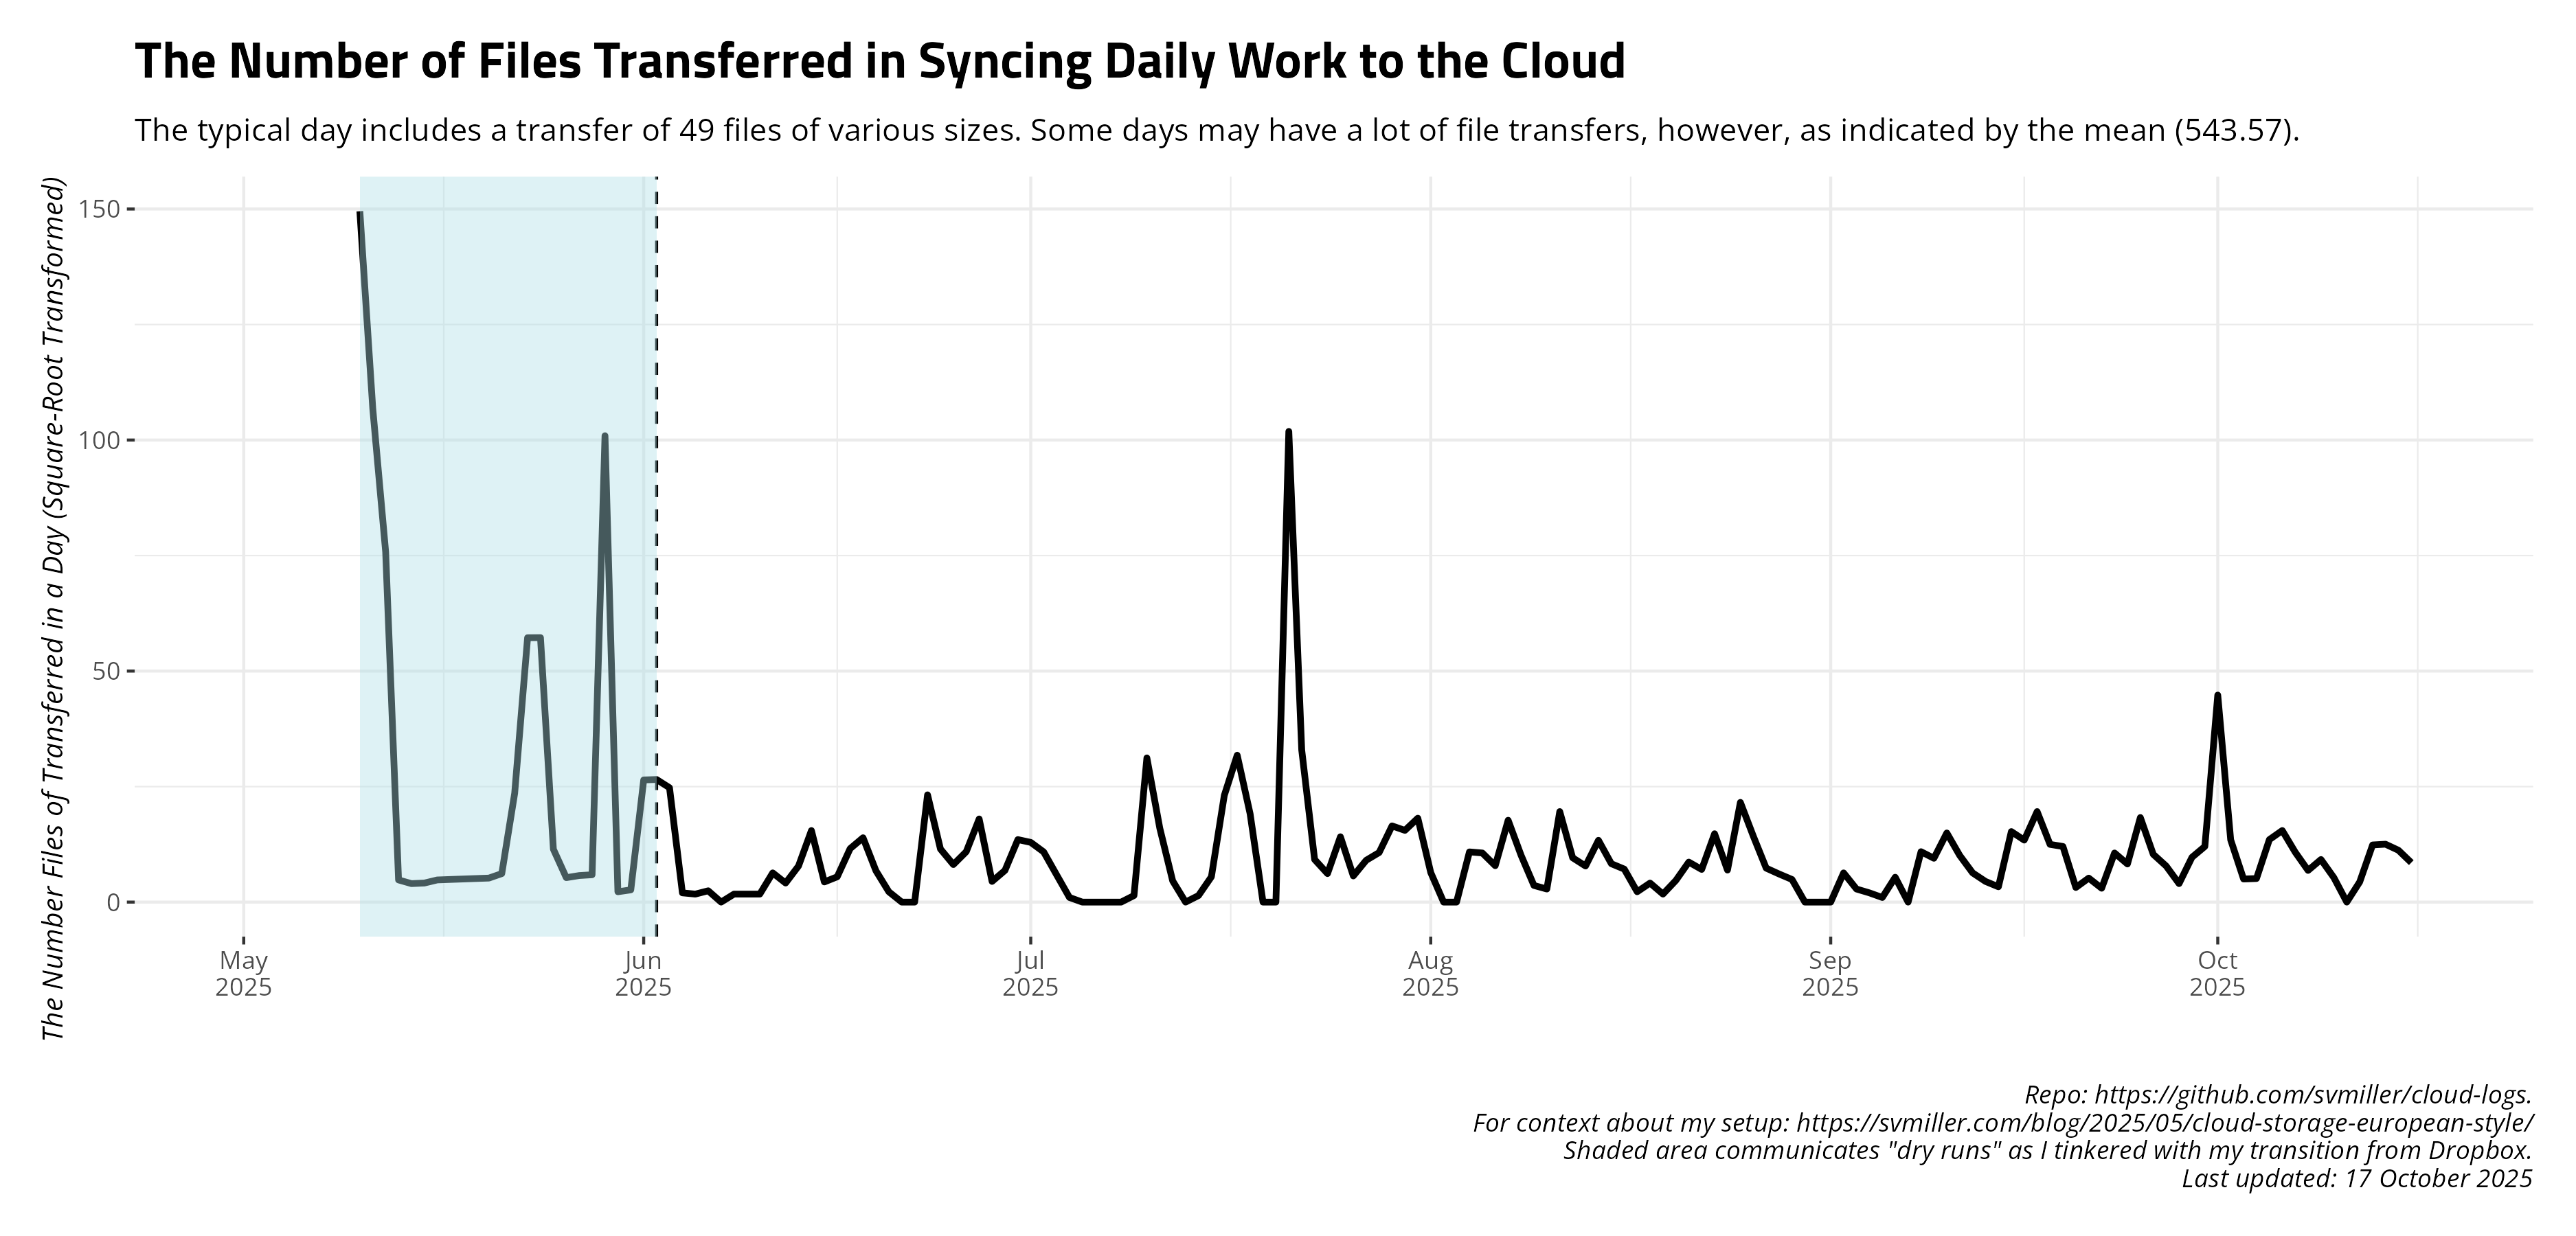 The Number of Files Transferred in Syncing Daily Work to the Cloud
The typical day includes a transfer of 49 files of various sizes. Some days may have a lot of file transfers, however, as indicated by the mean (543.57).
The Number Files of Transferred in a Day (Square-Root Transformed)
150
100
50
0
May
2025
Jun
2025
Jul
2025
Aug
2025
Sep
2025
Oct
2025
Repo: https://github.com/svmiller/cloud-logs.
For context about my setup: https://svmiller.com/blog/2025/05/cloud-storage-european-style/
Shaded area communicates "dry runs" as I tinkered with my transition from Dropbox.
Last updated: 17 October 2025